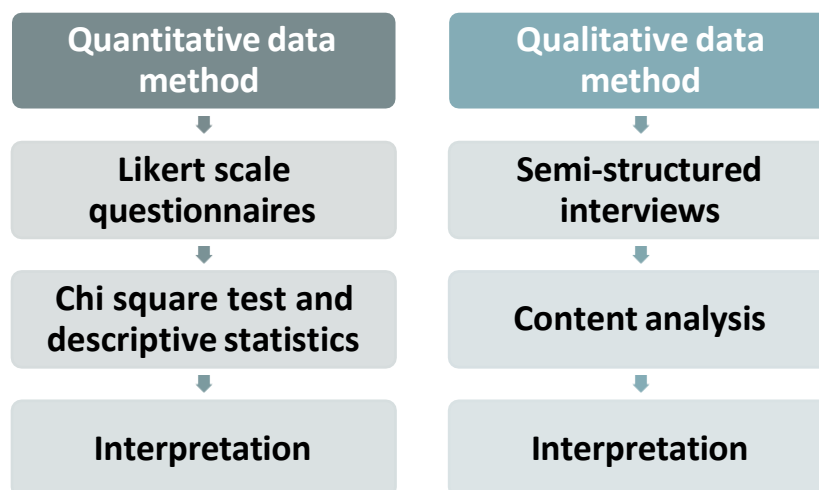 Quantitative data
method
Likert scale
questionnaires
Chi square test and
descriptive statistics
Interpretation
Qualitative data
method
Semi-structured
interviews
Content analysis
Interpretation